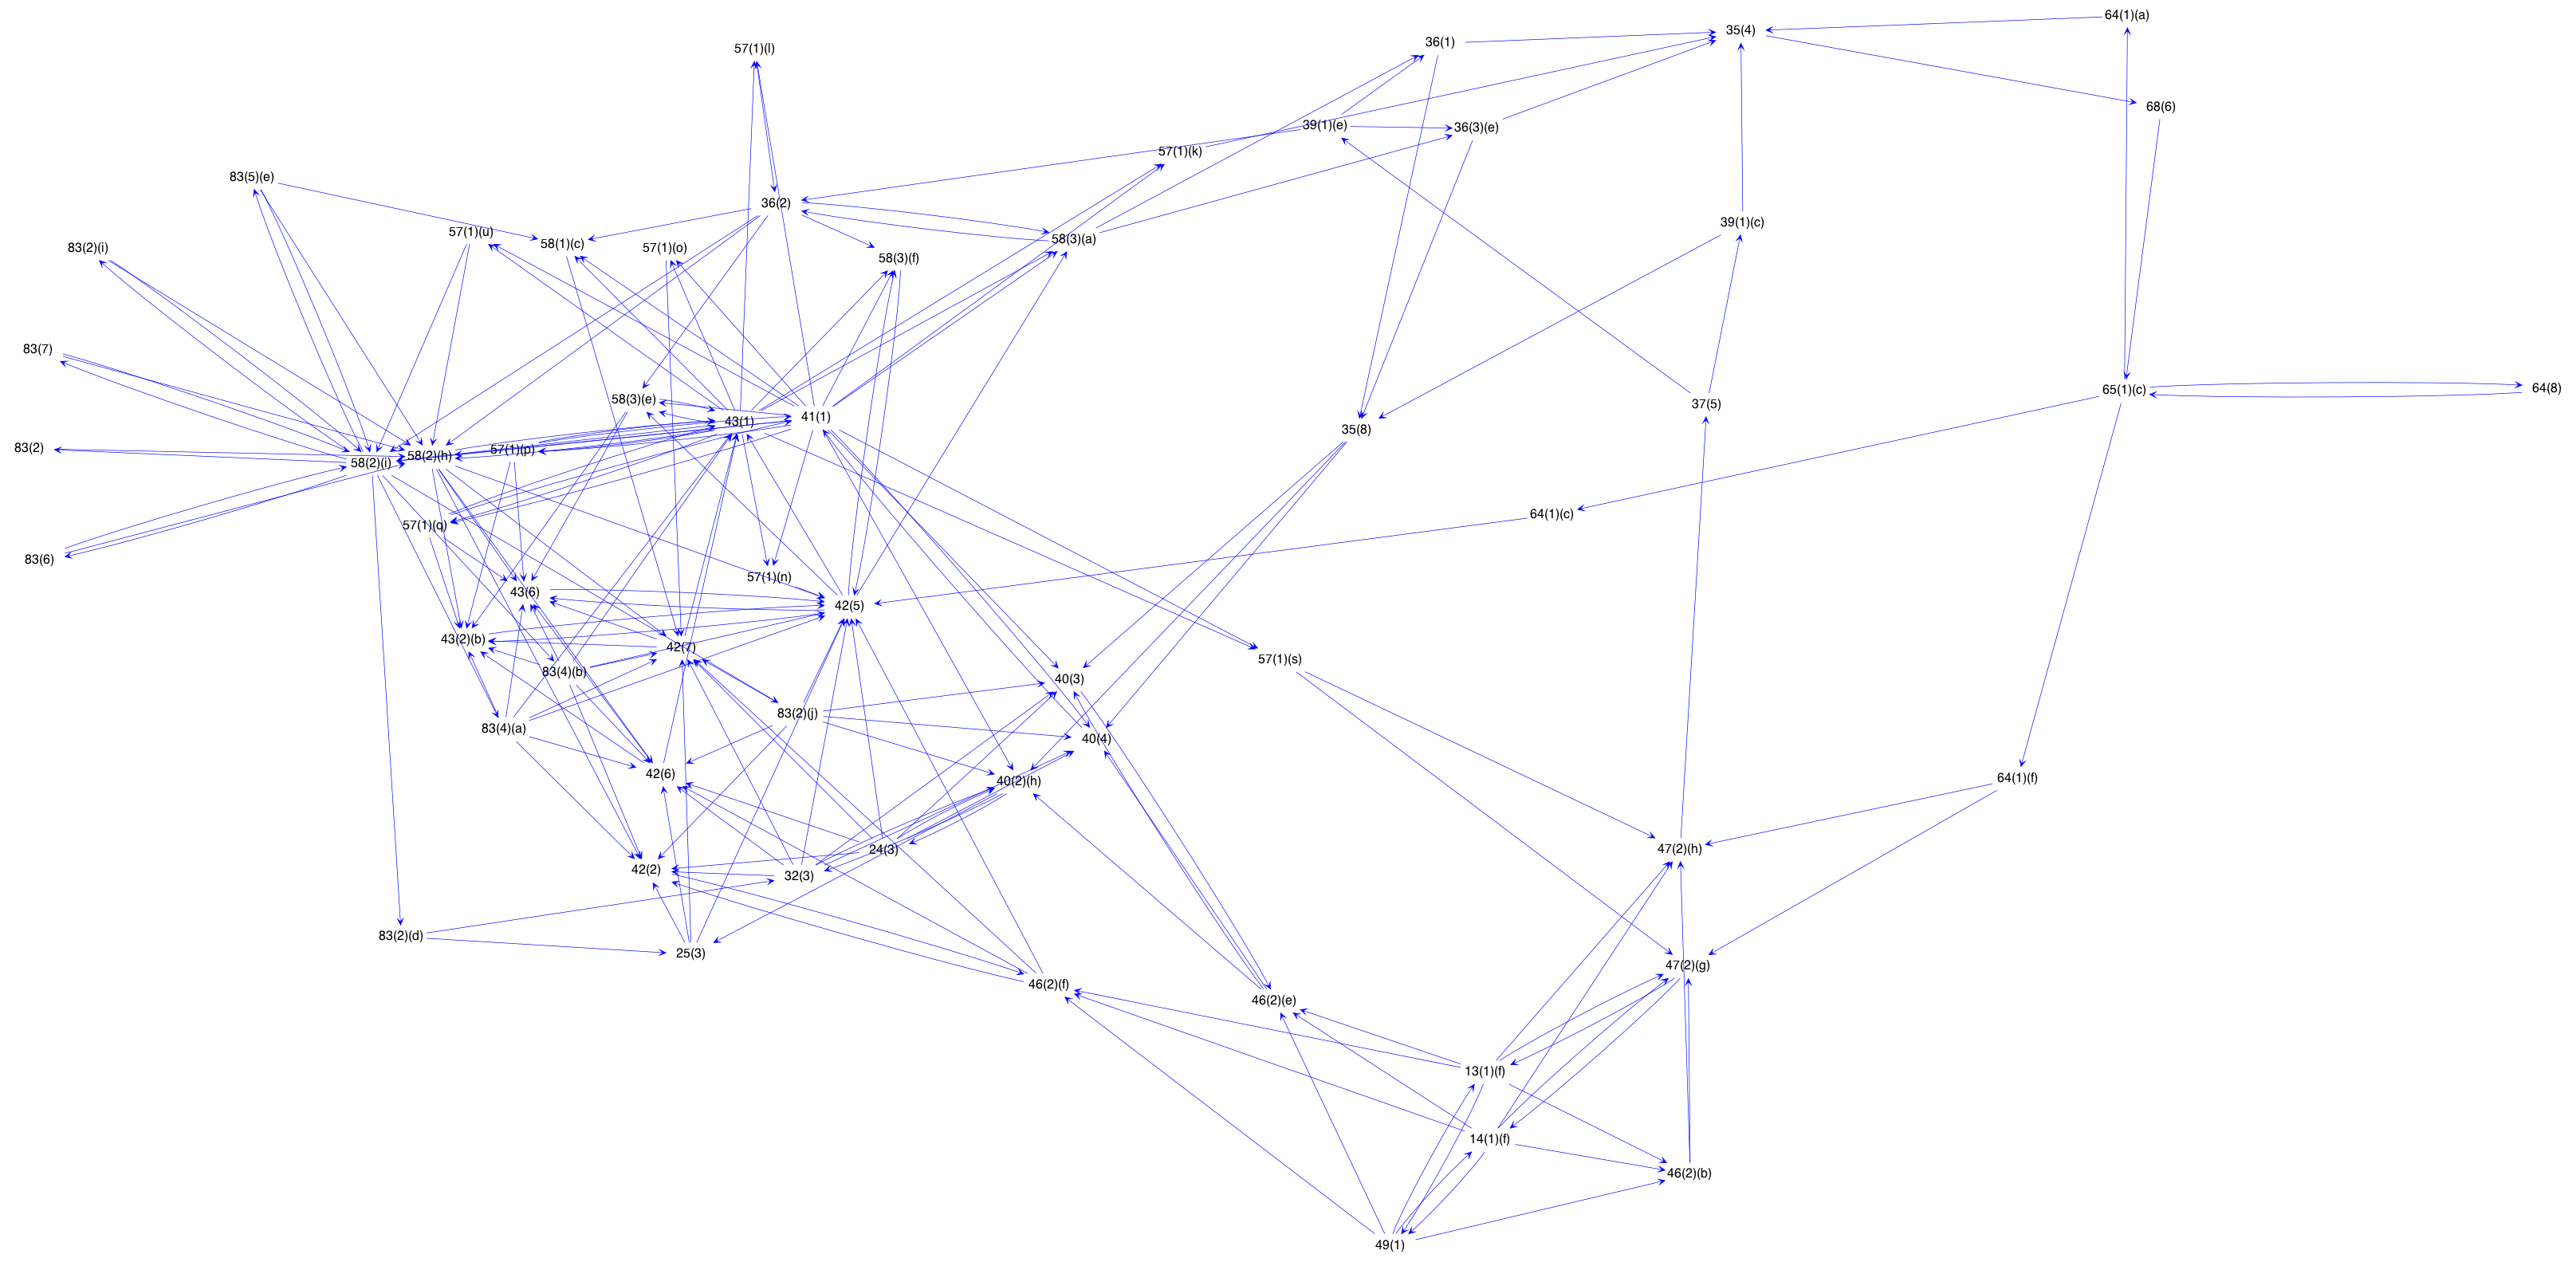 64(1)(a)
35(4)
36(1)
57(1)(l)
68(6)
39(1)(e)
36(3)(e)
57(1)(k)
83(5)(e)
36(2)
39(1)(c)
57(1)(u)
58(3)(a)
58(1)(c)
83(2)(i)
57(1)(o)
58(3)(f)
83(7)
64(8)
65(1)(c)
58(3)(e)
37(5)
41(1)
43(1)
35(8)
83(2)
57(1)(p)
58(2)(h)
58(2)(i)
64(1)(c)
57(1)(q)
83(6)
57(1)(n)
43(6)
42(5)
43(2)(b)
42(7)
57(1)(s)
83(4)(b)
40(3)
83(2)(j)
83(4)(a)
40(4)
42(6)
64(1)(f)
40(2)(h)
24(3)
47(2)(h)
42(2)
32(3)
83(2)(d)
25(3)
47(2)(g)
46(2)(f)
46(2)(e)
13(1)(f)
14(1)(f)
46(2)(b)
49(1)